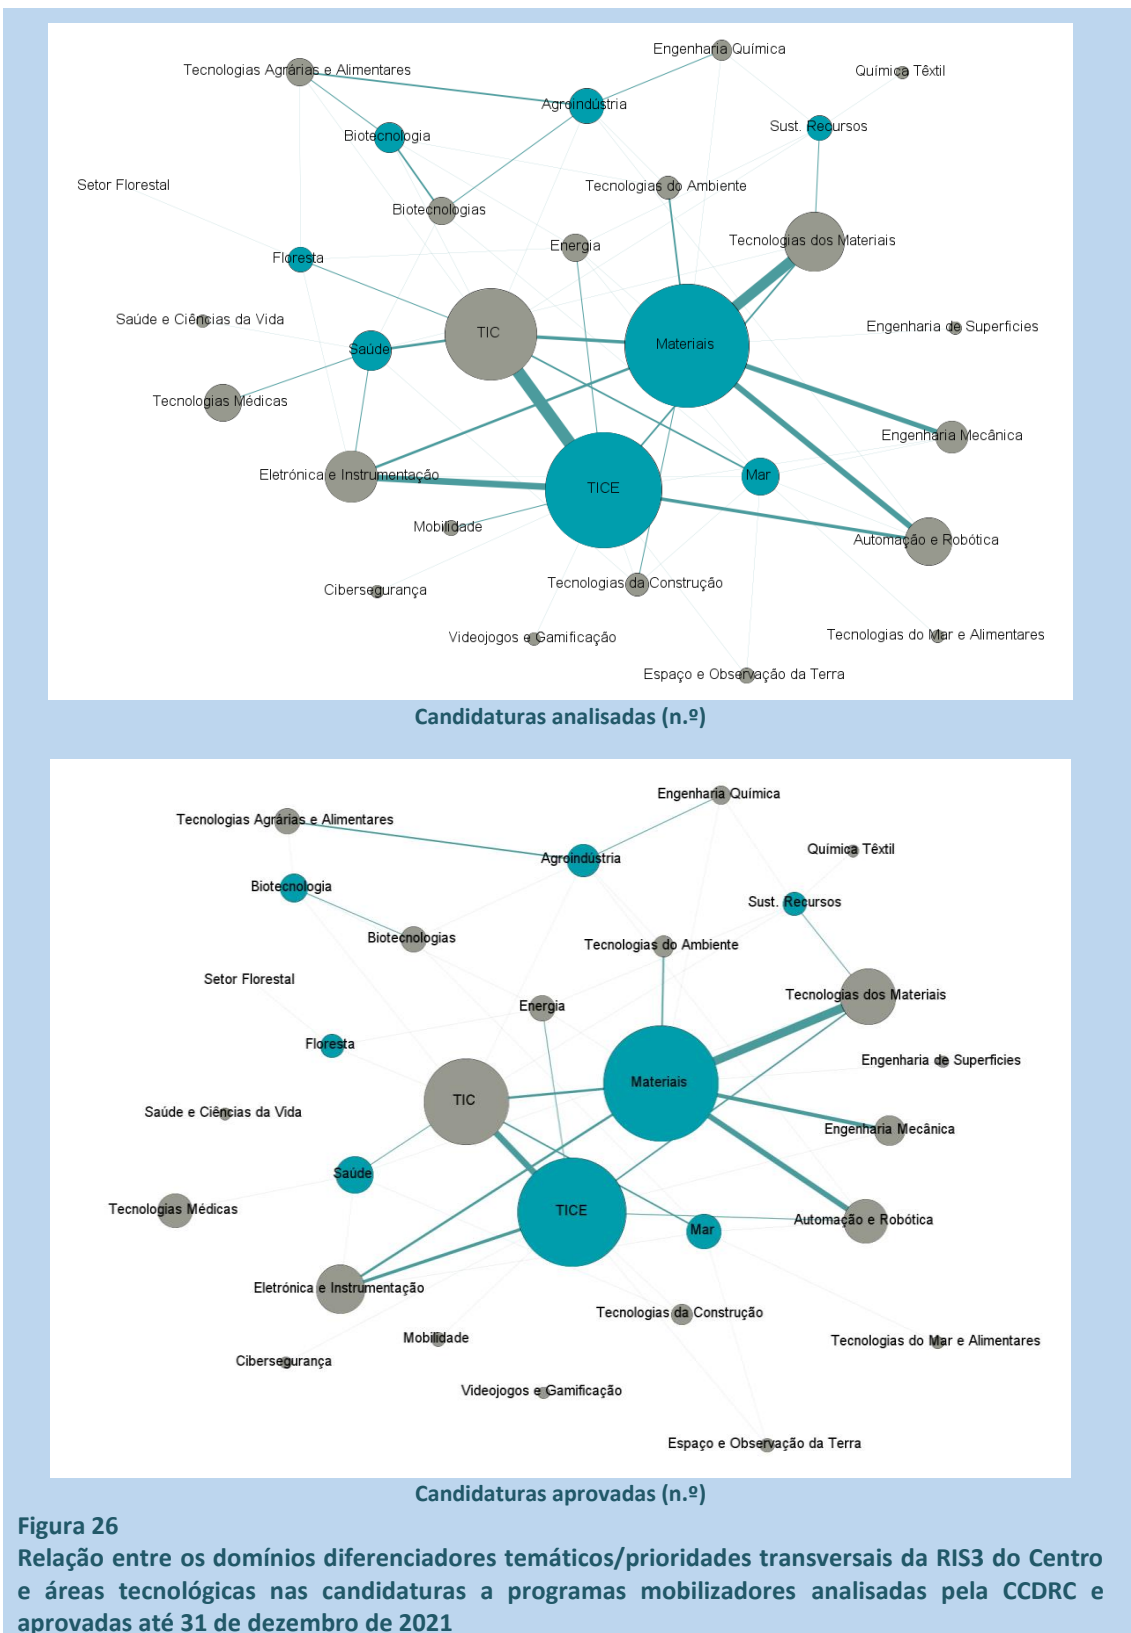 Engenharia Química
Tecnologias Agrárias e Alimentares
Química Têxtil
Agroindústria
Biotecnologia
Sust. Recursos
Setor Florestal
Tecnologias do Ambiente
Biotecnologias
Energia
Tecnologias dos Materiais
Floresta
Saúde e Ciências da Vida
TIC
Materiais
Engenharia de Superficies
Saúde
Tecnologias Médicas
Engenharia Mecânica
Eletrónica e Instrumentação
TICE
Mar
Mobilidade
Automação e Robótica
Cibersegurança
Tecnologias da Construção
Videojogos e Gamificação
Tecnologias do Mar e Alimentares
Espaço e Observação da Terra
Candidaturas analisadas (n.º)
Engenharia Química
Tecnologias Agrárias e Alimentares
Química Têxtil
Agroindústria
Biotecnologia
Sust. Recursos
Biotecnologias
Tecnologias do Ambiente
Setor Florestal
Energia
Tecnologias dos Materiais
Floresta
Engenharia de Superficies
Materiais
TIC
Saúde e Ciências da Vida
Engenharia Mecânica
Saúde
Tecnologias Médicas
TICE
Mar
Automação e Robótica
Eletrónica e Instrumentação
Tecnologias da Construção
Mobilidade
Tecnologias do Mar e Alimentares
Cibersegurança
Videojogos e Gamificação
Espaço e Observação da Terra
Candidaturas aprovadas (n.º)
Figura 26
Relação entre os domínios diferenciadores temáticos/prioridades transversais da RIS3 do Centro
e áreas tecnológicas nas candidaturas a programas mobilizadores analisadas pela CCDRC e
aprovadas até 31 de dezembro de 2021